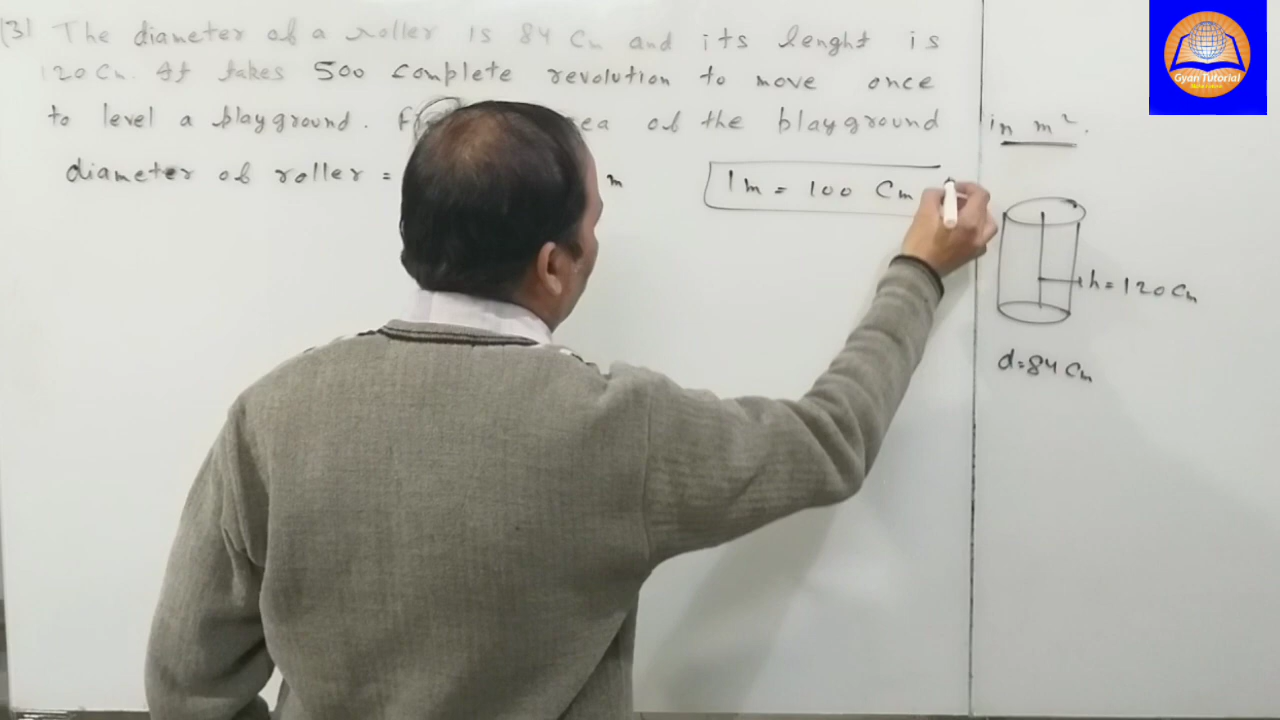 (3) The diameter of a roller is 84 Cm and its lenght is
120 Cm. It takes 500 complete revolution to move once
to level a playground. ea of the playground in m².
diameter of roller = m
1m = 100 Cm
h = 120 Cm
d = 84 Cm
Gyan Tutorial